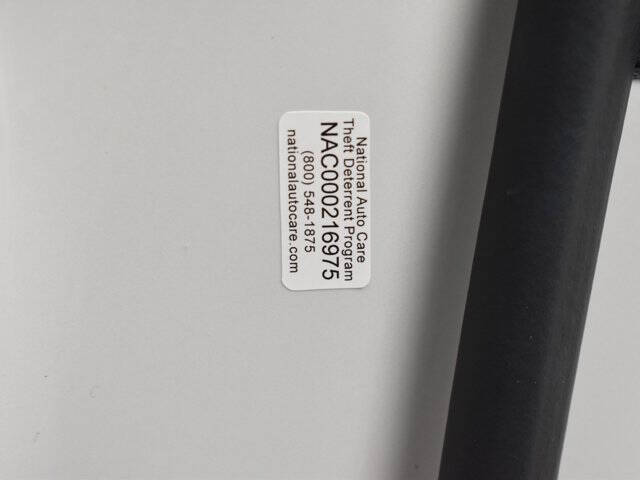 National Auto Care
Theft Deterrent Program
NAC000216975
(800) 548-1875
nationalautocare.com